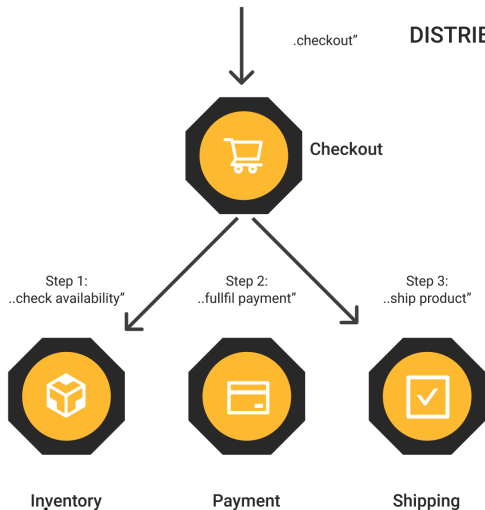 .checkout”
DISTRIB
Checkout
Step 1:
..check availability”
Step 2:
..fullfil payment”
Step 3:
..ship product”
Inventory
Payment
Shipping